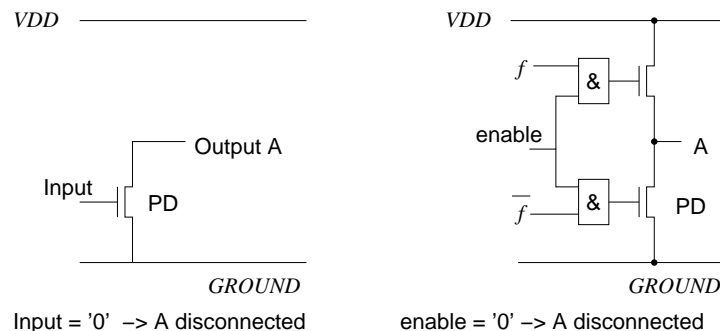 VDD
Output A
Input
PD
GROUND
Input = '0' −> A disconnected
VDD
f
&
enable
A
f̅
&
PD
GROUND
enable = '0' −> A disconnected